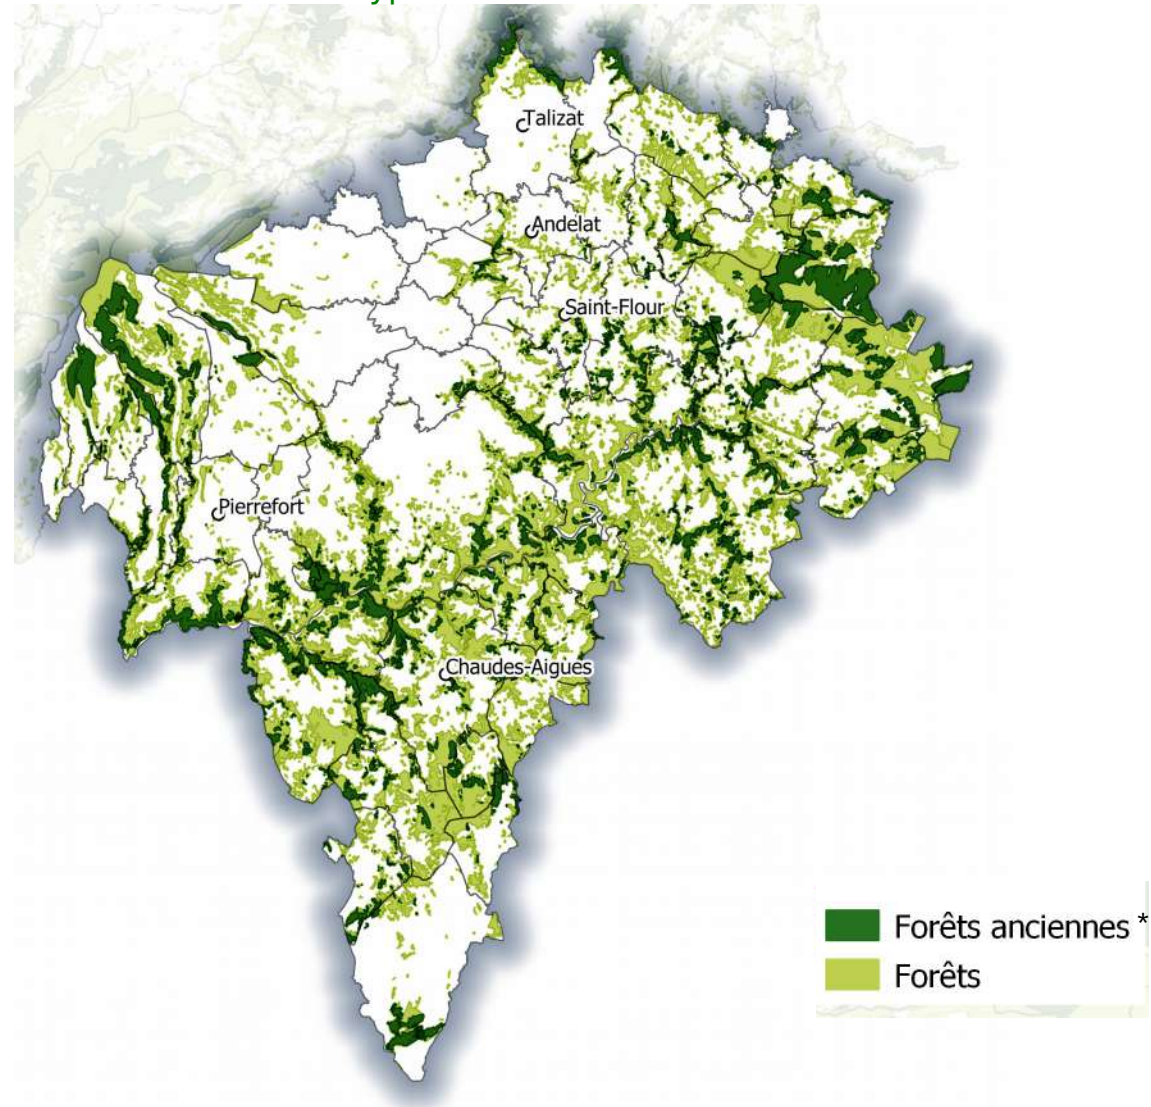 Talizat
Andelat
Saint-Flour
Pierrefort
Chaudes-Aigues
Forêts anciennes *
Forêts